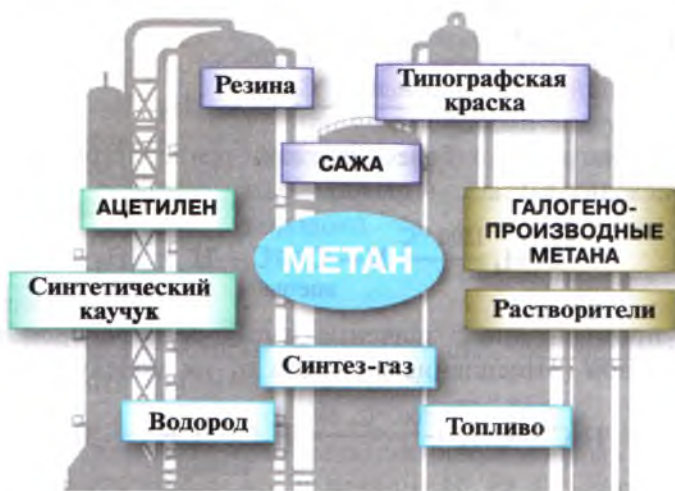 Резина
Типографская
краска
САЖА
АЦЕТИЛЕН
ГАЛОГЕНО-
ПРОИЗВОДНЫЕ
МЕТАНА
МЕТАН
Синтетический
каучук
Растворители
Синтез-газ
Водород
Топливо